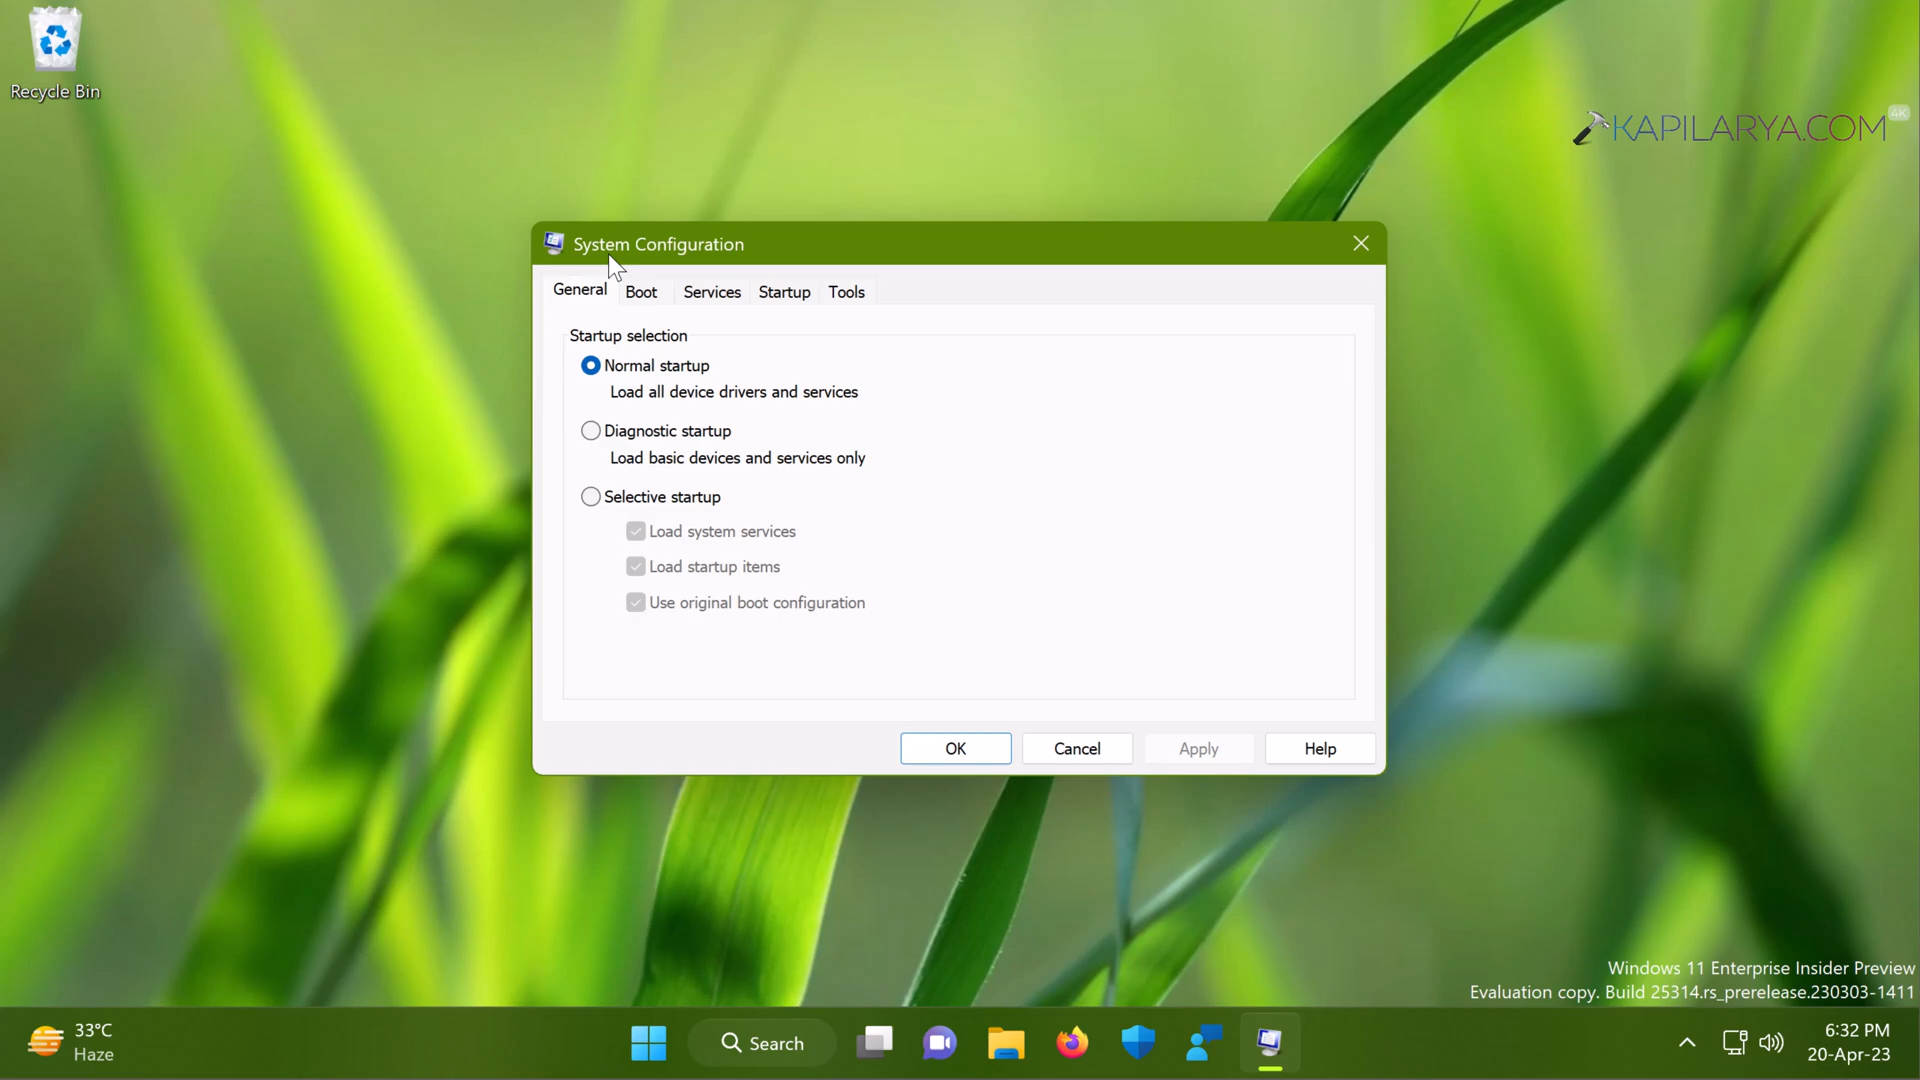 Recycle Bin
KAPILARYA.COM
4K
System Configuration
General Boot Services Startup Tools
Startup selection
Normal startup
Load all device drivers and services
Diagnostic startup
Load basic devices and services only
Selective startup
Load system services
Load startup items
Use original boot configuration
OK Cancel Apply Help
Windows 11 Enterprise Insider Preview
Evaluation copy. Build 25314.rs_prerelease.230303-1411
33°C
Haze
Search
6:32 PM
20-Apr-23